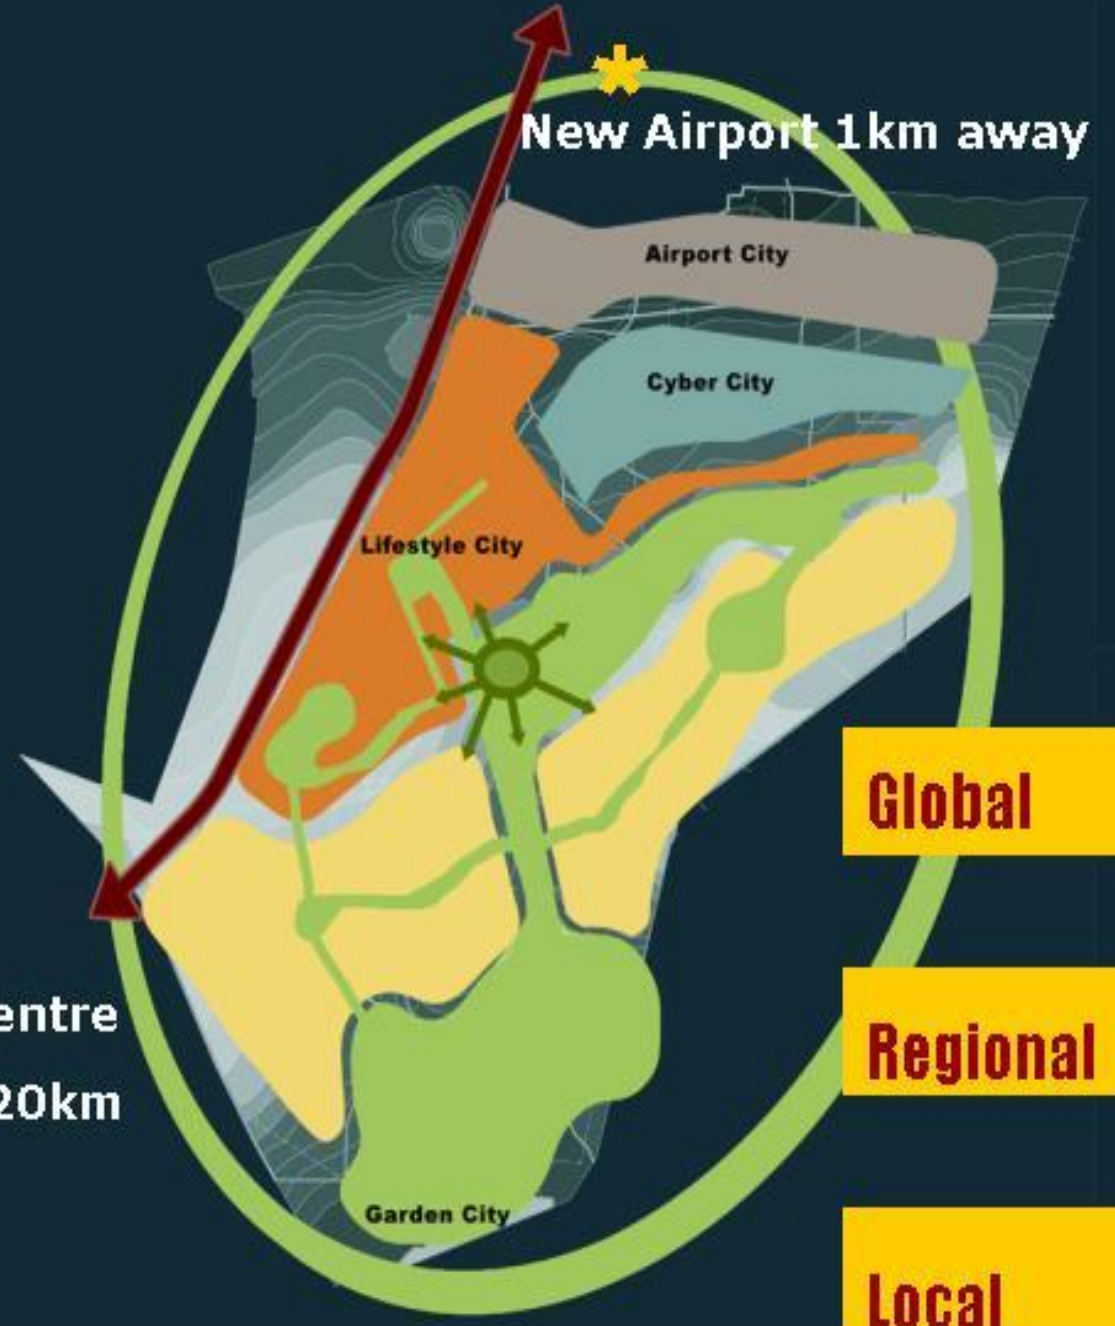 New Airport 1km away
Airport City
Cyber City
Lifestyle City
Global
entre
Regional
20km
Garden City
Local